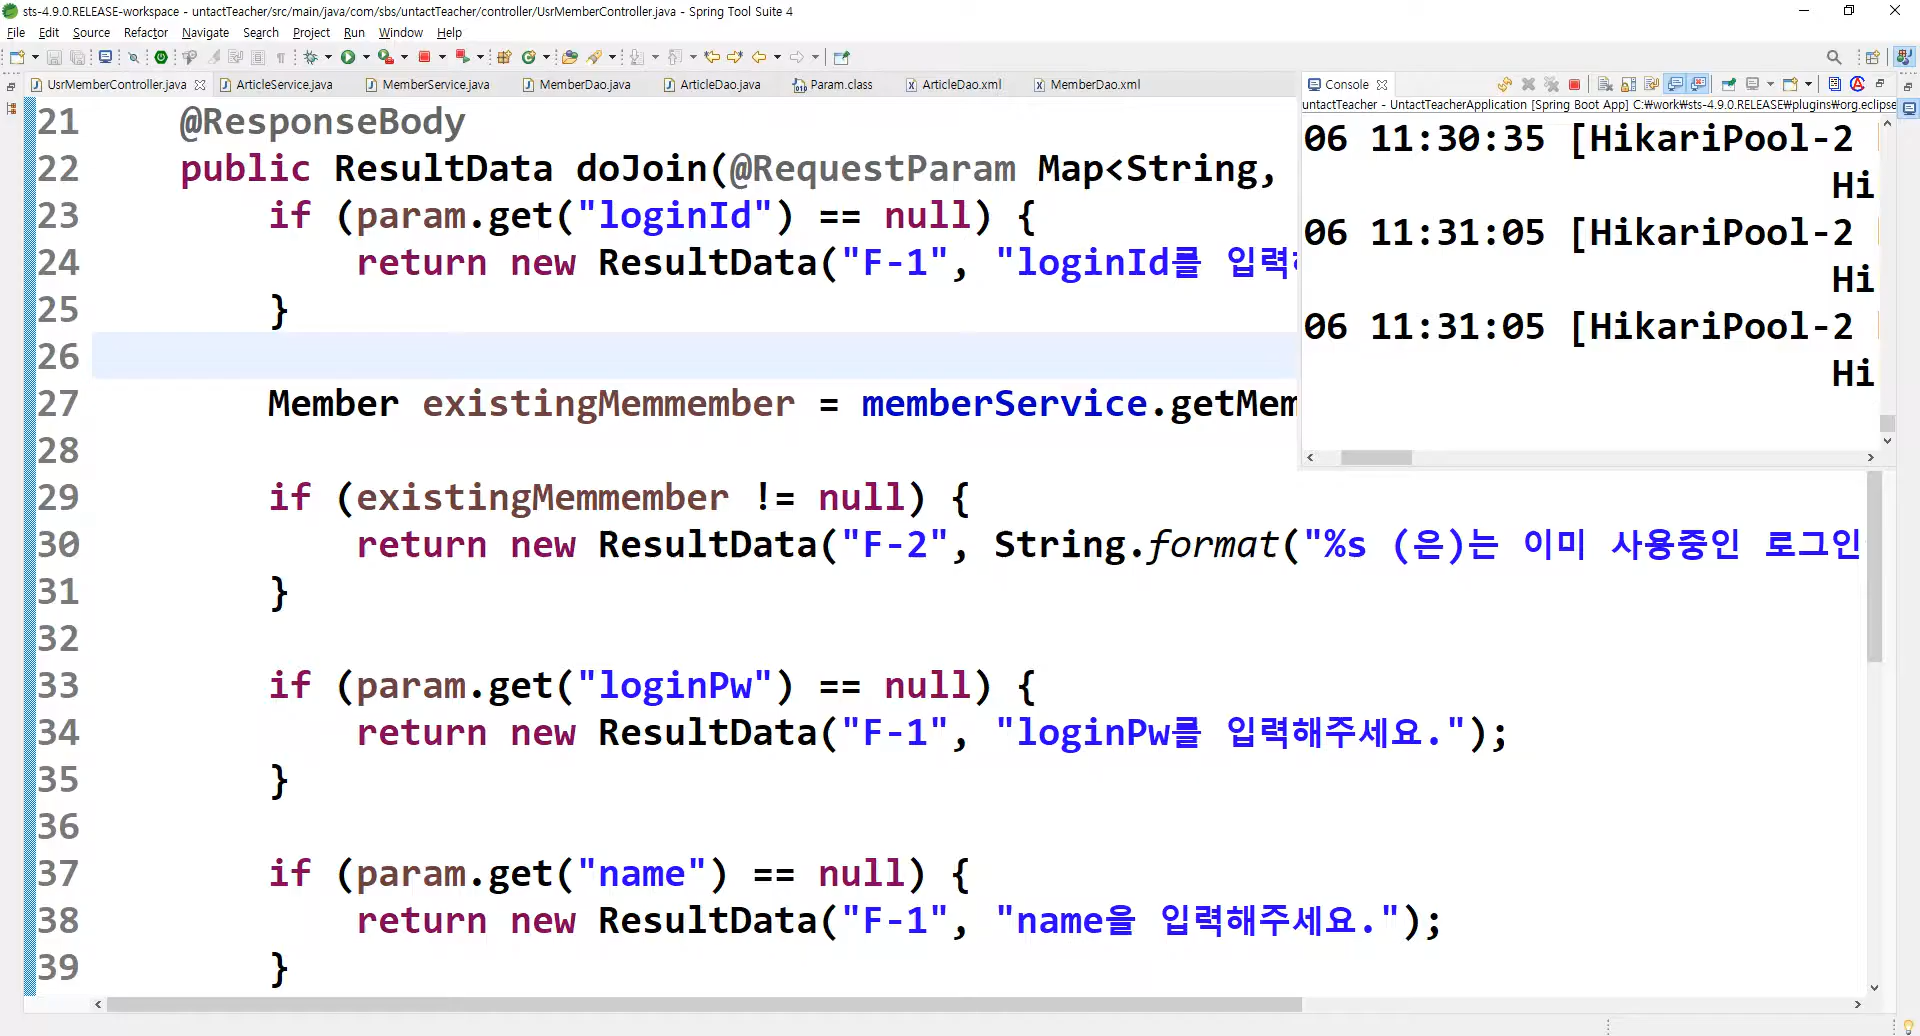 sts-4.9.0.RELEASE-workspace - untactTeacher/src/main/java/com/sbs/untactTeacher/controller/UsrMemberController.java - Spring Tool Suite 4
File Edit Source Refactor Navigate Search Project Run Window Help
UsrMemberController.java ArticleService.java MemberService.java MemberDao.java ArticleDao.java Param.class ArticleDao.xml MemberDao.xml
21 @ResponseBody
22 public ResultData doJoin(@RequestParam Map<String,
23 if (param.get("loginId") == null) {
24 return new ResultData("F-1", "loginId를 입력
25 }
26
27 Member existingMemmember = memberService.getMem
28
29 if (existingMemmember != null) {
30 return new ResultData("F-2", String.format("%s (은)는 이미 사용중인 로그인
31 }
32
33 if (param.get("loginPw") == null) {
34 return new ResultData("F-1", "loginPw를 입력해주세요.");
35 }
36
37 if (param.get("name") == null) {
38 return new ResultData("F-1", "name을 입력해주세요.");
39 }
Console
untactTeacher - UntactTeacherApplication [Spring Boot App] C:₩work₩sts-4.9.0.RELEASE₩plugins₩org.eclipse
06 11:30:35 [HikariPool-2
Hi
06 11:31:05 [HikariPool-2
Hi
06 11:31:05 [HikariPool-2
Hi